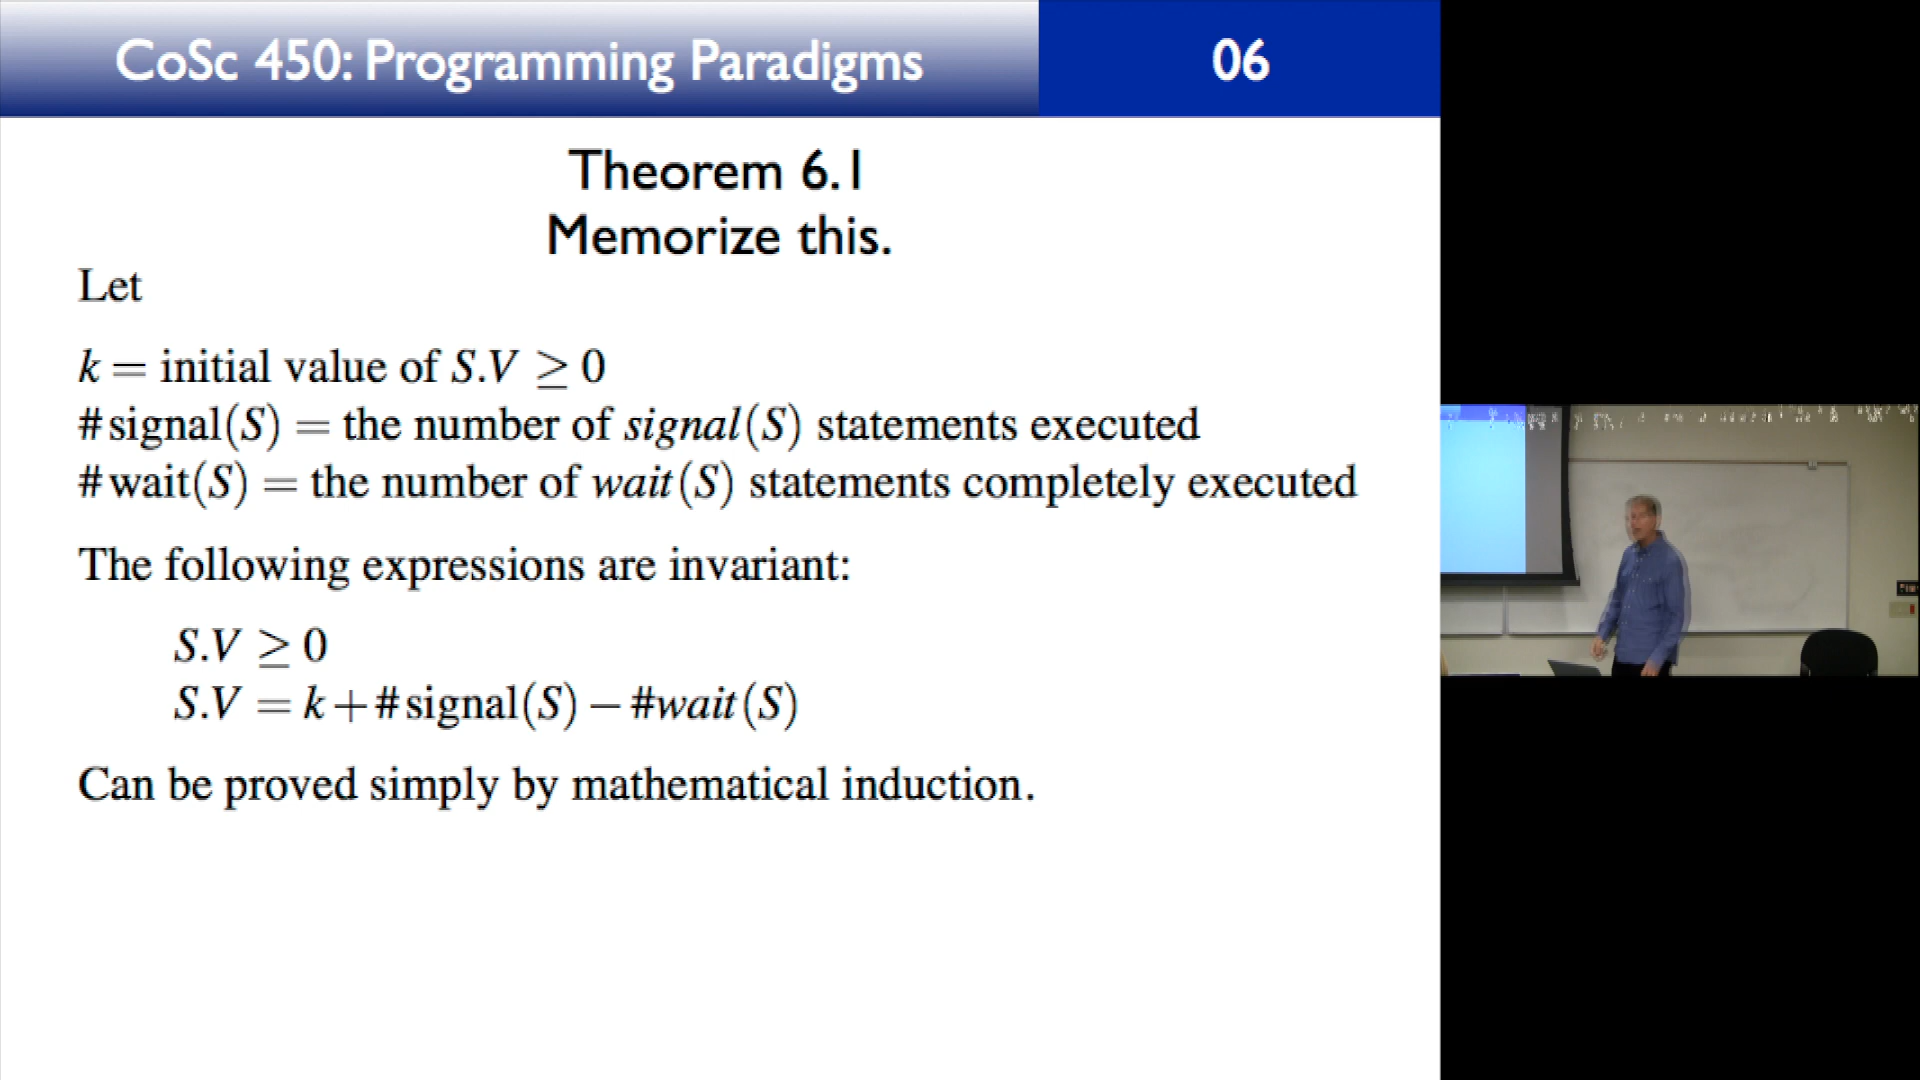 CoSc 450: Programming Paradigms
06
Theorem 6.1
Memorize this.
Let
k = initial value of S.V ≥ 0
#signal(S) = the number of signal(S) statements executed
#wait(S) = the number of wait(S) statements completely executed
The following expressions are invariant:
S.V ≥ 0
S.V = k + #signal(S) − #wait(S)
Can be proved simply by mathematical induction.